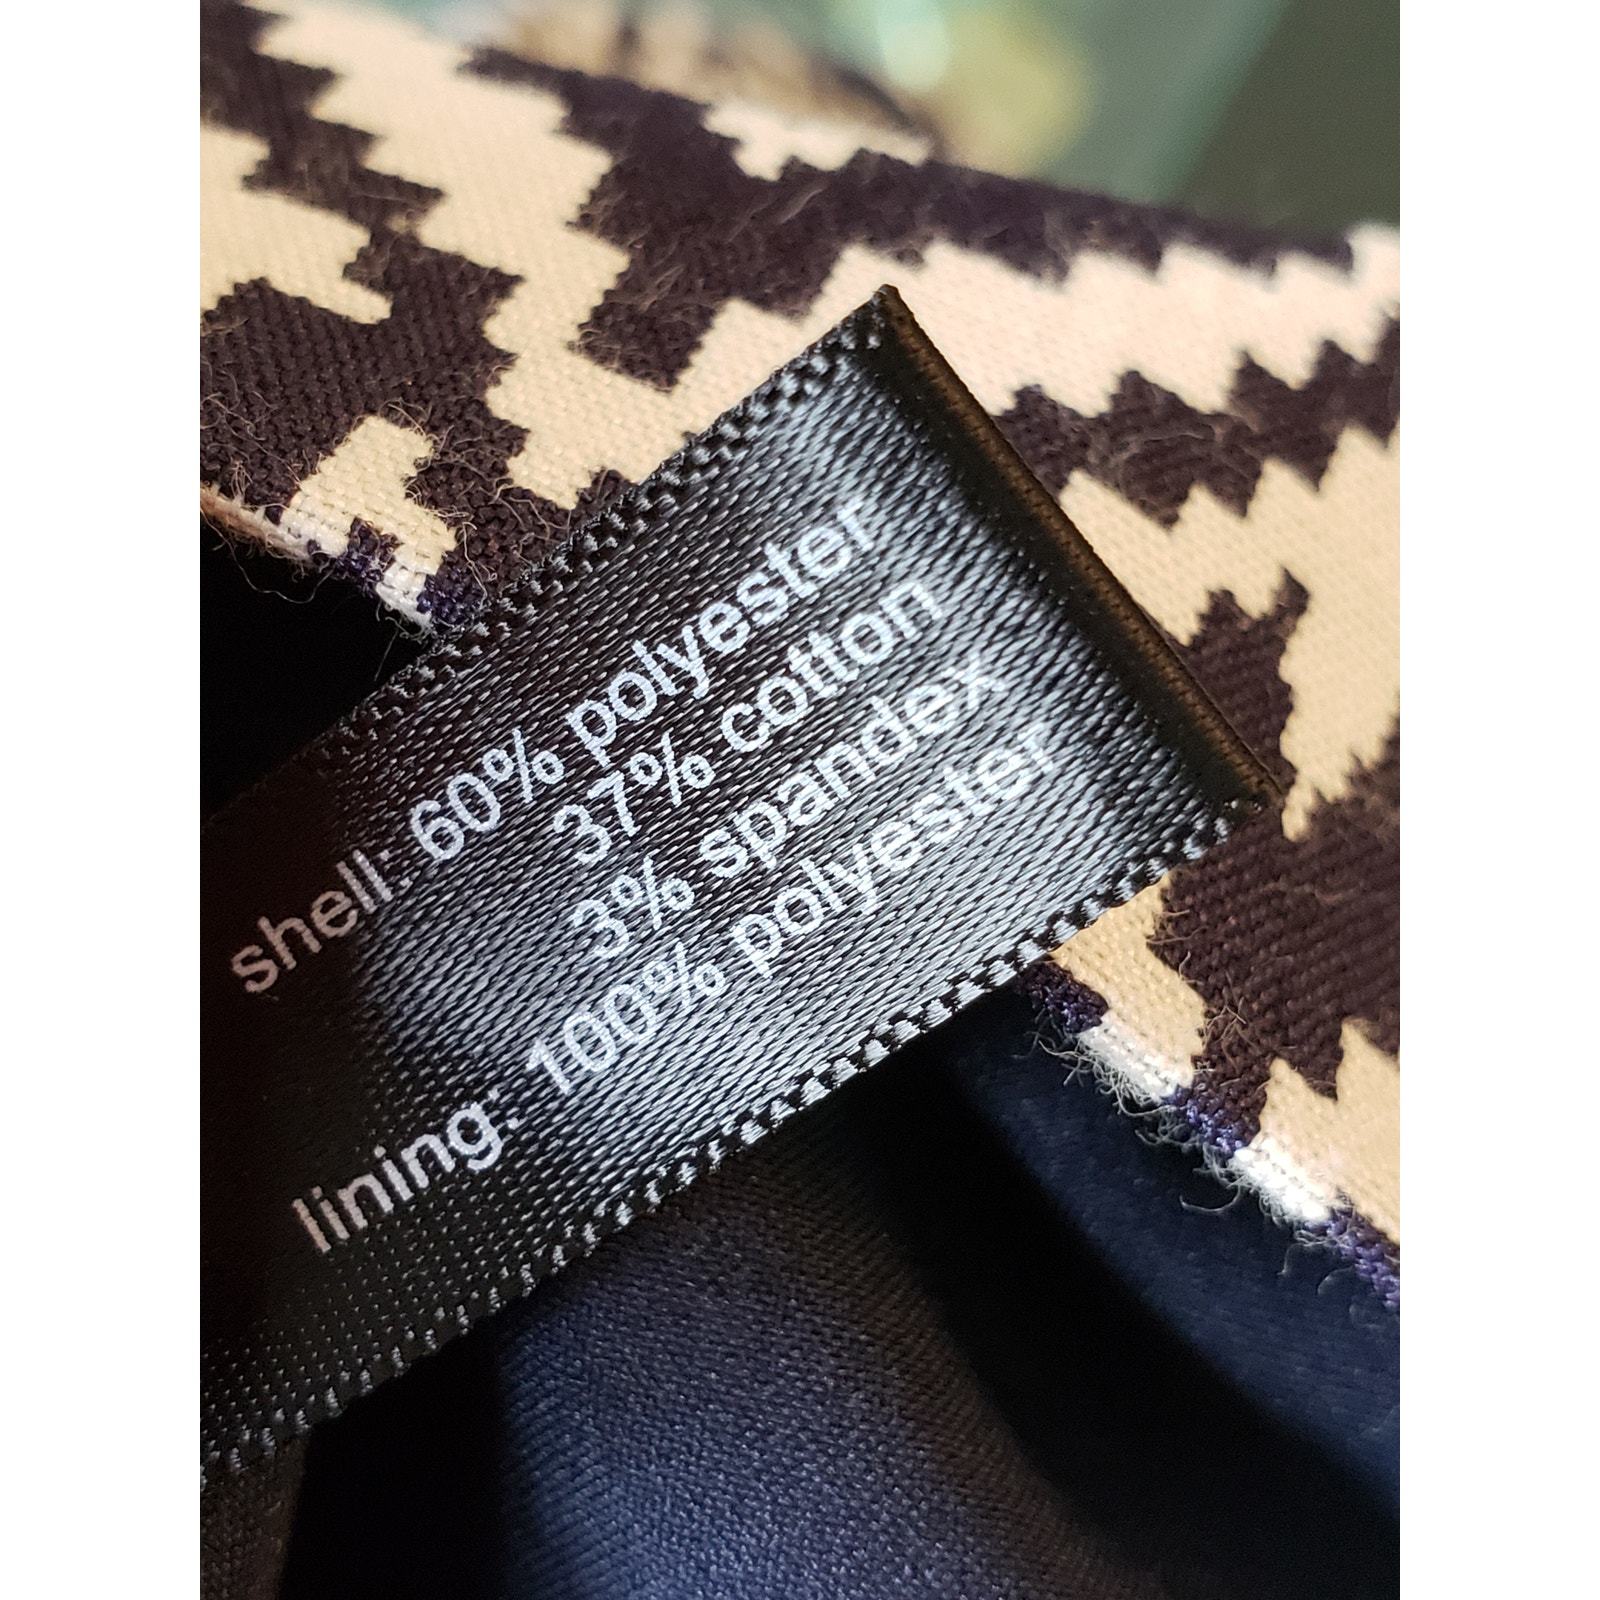 shell: 60% polyester
37% cotton
3% spandex
lining: 100% polyester